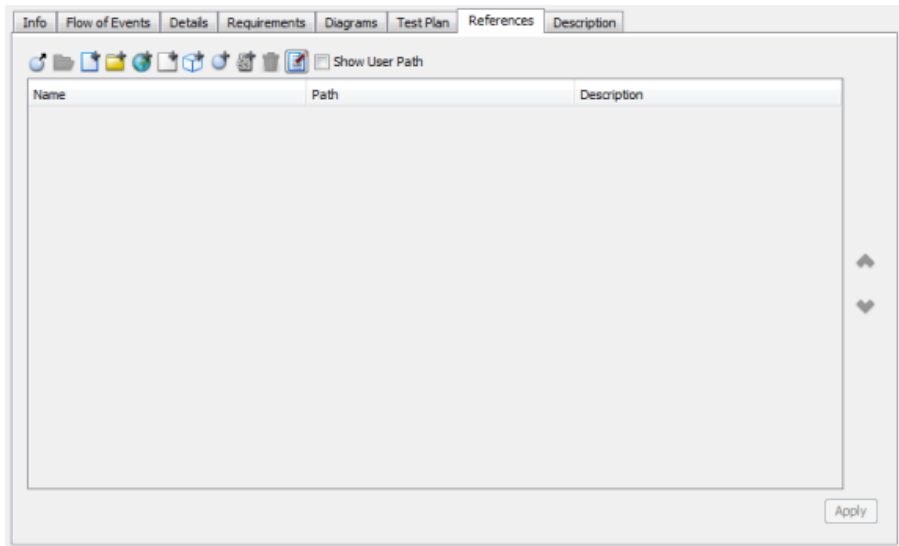 Info Flow of Events Details Requirements Diagrams Test Plan References Description
Show User Path
Name Path Description
Apply